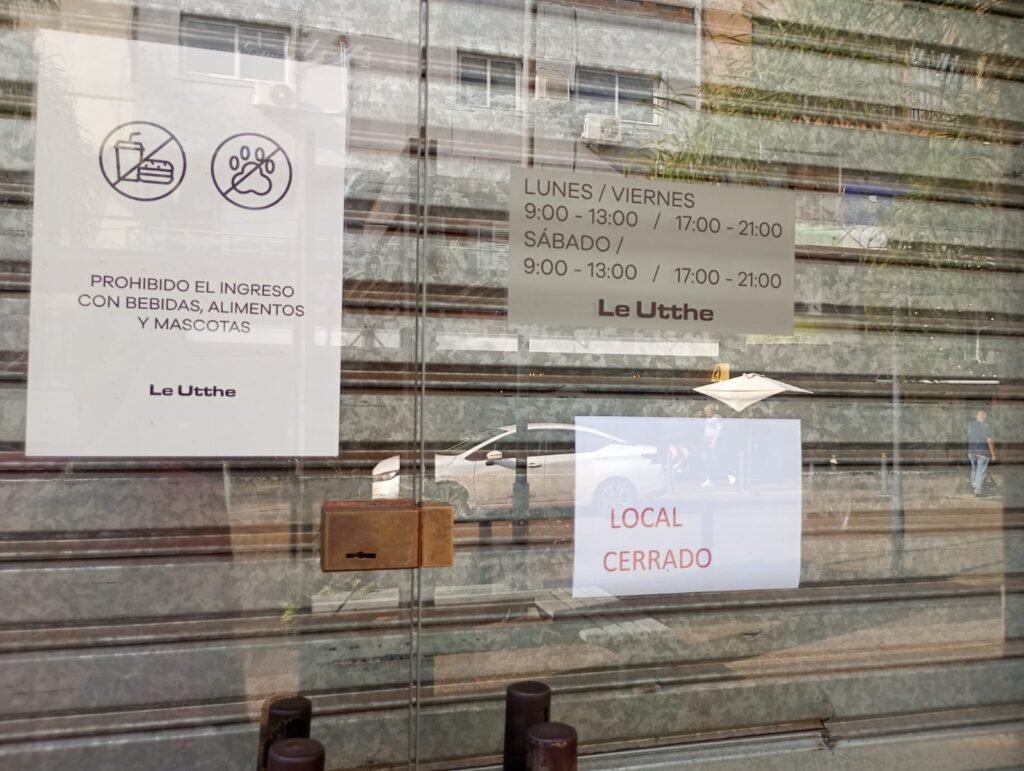 PROHIBIDO EL INGRESO
CON BEBIDAS, ALIMENTOS
Y MASCOTAS
Le Utthe
LUNES / VIERNES
9:00 - 13:00 / 17:00 - 21:00
SÁBADO /
9:00 - 13:00 / 17:00 - 21:00
Le Utthe
LOCAL
CERRADO